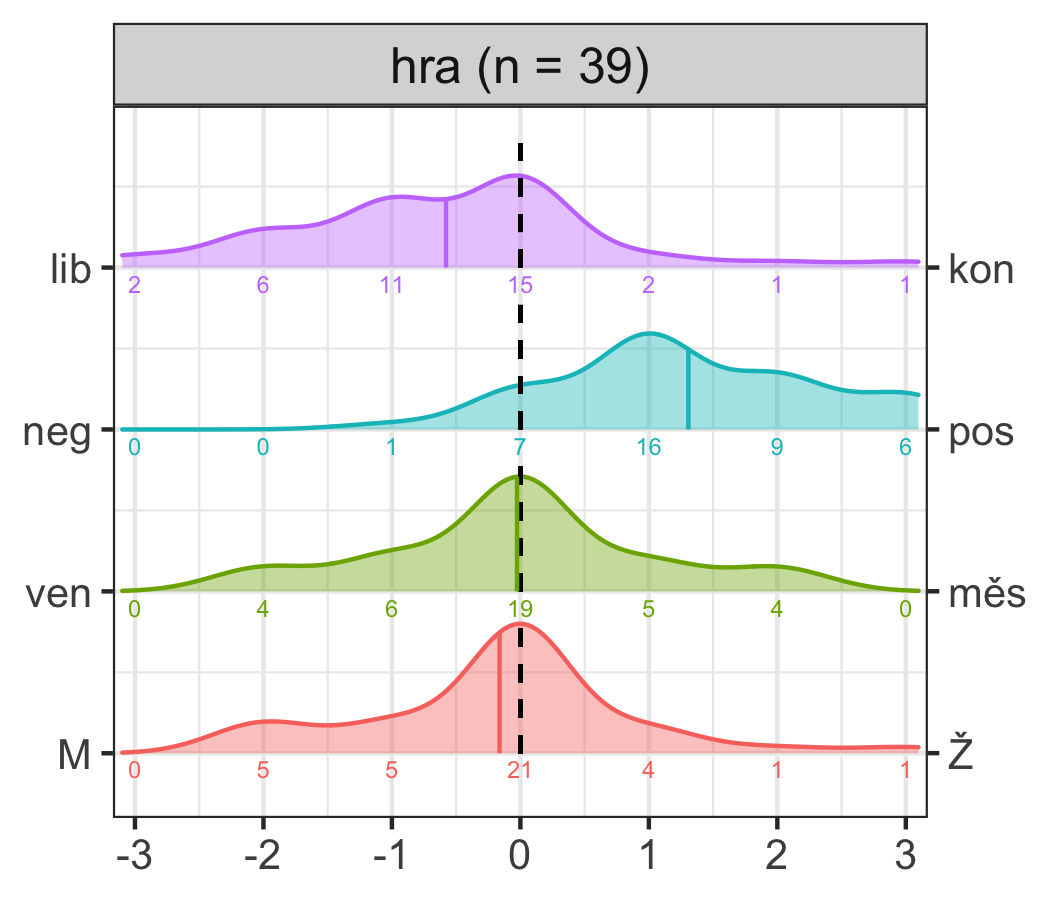 hra (n = 39)
lib kon
2 6 11 15 2 1 1
neg pos
0 0 1 7 16 9 6
ven měs
0 4 6 19 5 4 0
M Ž
0 5 5 21 4 1 1
-3 -2 -1 0 1 2 3